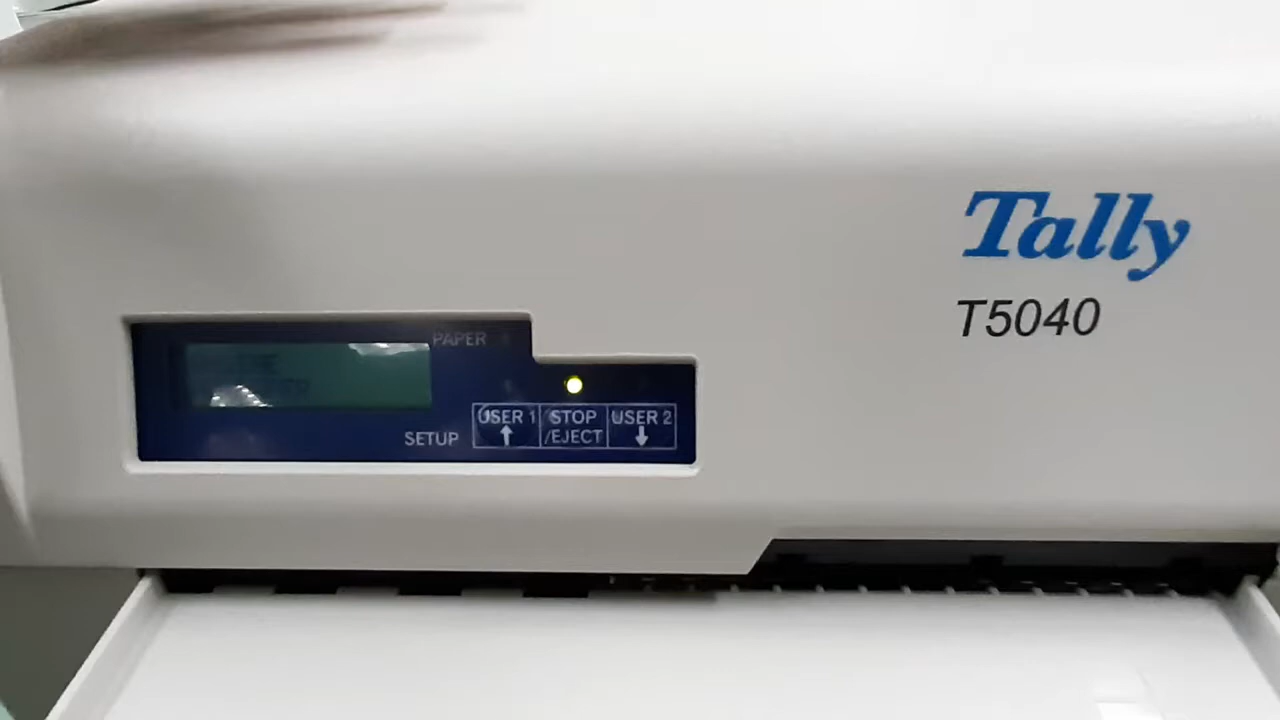 Tally
T5040
PAPER
USER 1 STOP /EJECT USER 2
SETUP